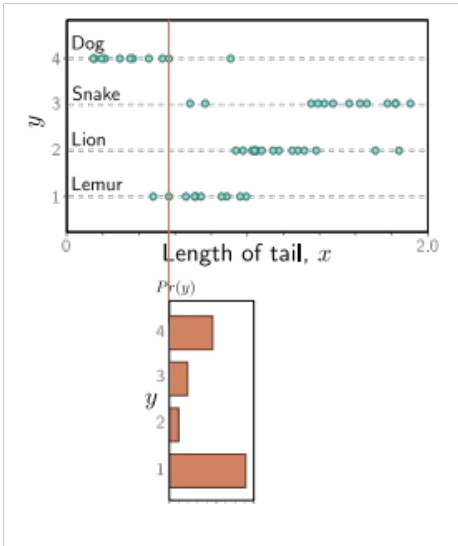 Dog
4
Snake
3
y
Lion
2
Lemur
1
0
2.0
Length of tail, x
Pr(y)
4
3
y
2
1